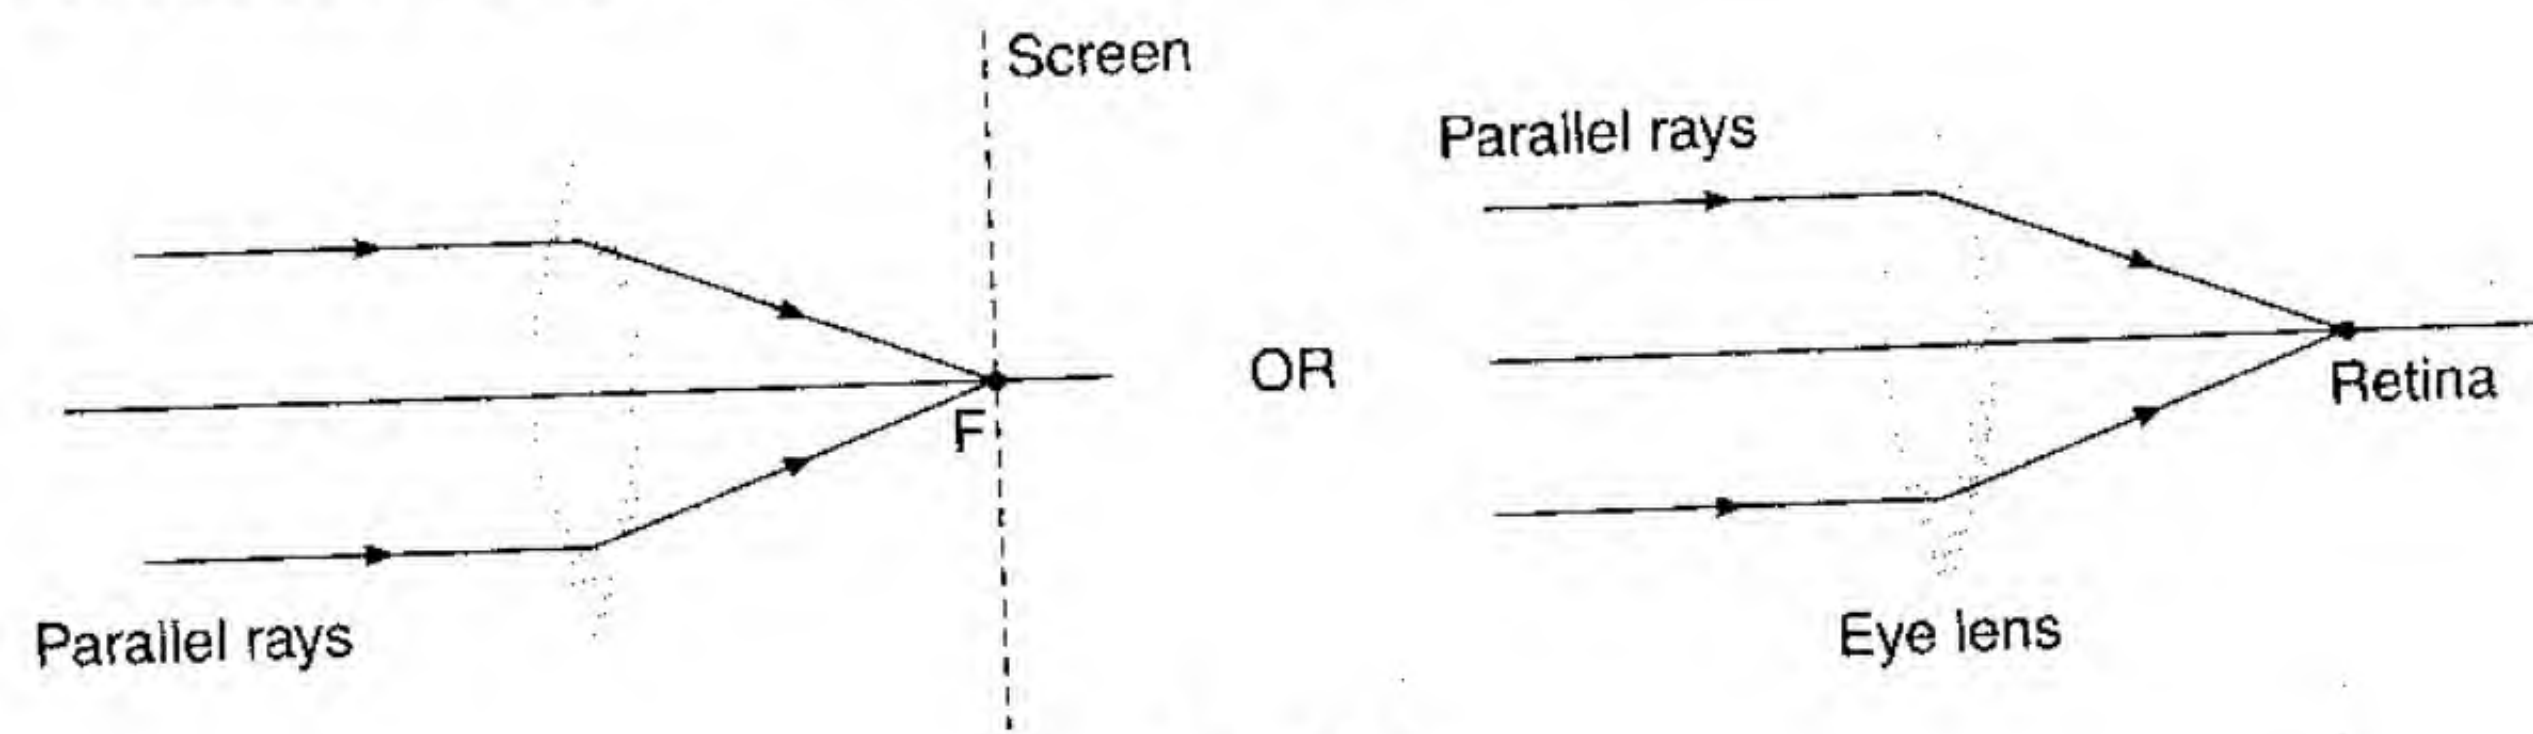 Screen
Parallel rays
OR
F
Retina
Parallel rays
Eye lens